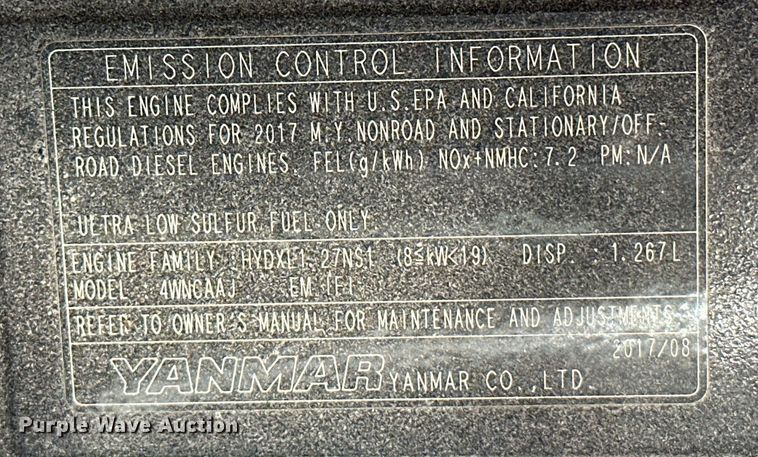 EMISSION CONTROL INFORMATION
THIS ENGINE COMPLIES WITH U.S.EPA AND CALIFORNIA
REGULATIONS FOR 2017 M.Y. NONROAD AND STATIONARY/OFF-
ROAD DIESEL ENGINES. FEL(g/kWh) NOx+NMHC:7.2 PM:N/A
ULTRA LOW SULFUR FUEL ONLY
ENGINE FAMILY : HYDXL1.27NS1 (8≦kW<19) DISP. : 1.267L
MODEL : EM IFI
REFER TO OWNER'S MANUAL FOR MAINTENANCE AND ADJUSTMENTS.
2017/08
YANMAR YANMAR CO.,LTD.
Purple Wave Auction